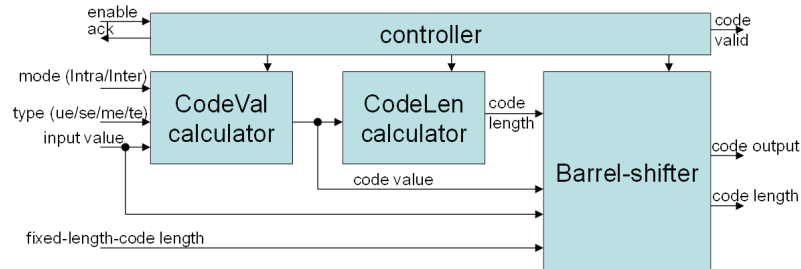 enable
ack
controller
code
valid
mode (Intra/Inter)
type (ue/se/me/te)
input value
CodeVal
calculator
CodeLen
calculator
code
length
Barrel-shifter
code output
code length
code value
fixed-length-code length